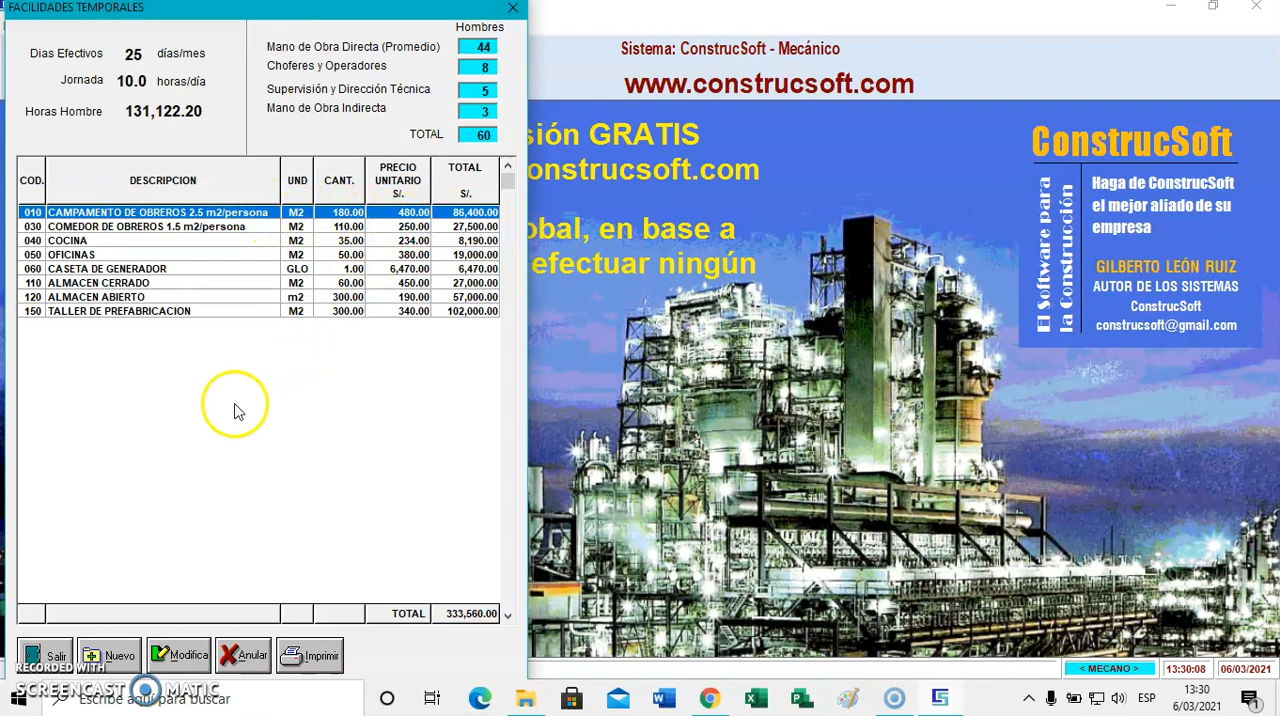 FACILIDADES TEMPORALES
Dias Efectivos 25 días/mes
Jornada 10.0 horas/día
Horas Hombre 131,122.20
Hombres
Mano de Obra Directa (Promedio) 44
Choferes y Operadores 8
Supervisión y Dirección Técnica 5
Mano de Obra Indirecta 3
TOTAL 60
COD. DESCRIPCION UND CANT. PRECIO UNITARIO S/. TOTAL S/.
010 CAMPAMENTO DE OBREROS 2.5 m2/persona M2 180.00 480.00 86,400.00
030 COMEDOR DE OBREROS 1.5 m2/persona M2 110.00 250.00 27,500.00
040 COCINA M2 35.00 234.00 8,190.00
050 OFICINAS M2 50.00 380.00 19,000.00
060 CASETA DE GENERADOR GLO 1.00 6,470.00 6,470.00
110 ALMACEN CERRADO M2 60.00 450.00 27,000.00
120 ALMACEN ABIERTO m2 300.00 190.00 57,000.00
150 TALLER DE PREFABRICACION M2 300.00 340.00 102,000.00
TOTAL 333,560.00
Salir Nuevo Modifica Anular Imprimir
Sistema: ConstrucSoft - Mecánico
www.construcsoft.com
sión GRATIS
onstrucsoft.com
obal, en base a
efectuar ningún
ConstrucSoft
El Software para
la Construcción
Haga de ConstrucSoft
el mejor aliado de su
empresa
GILBERTO LEÓN RUIZ
AUTOR DE LOS SISTEMAS
ConstrucSoft
construcsoft@gmail.com
< MECANO > 13:30:08 06/03/2021
RECORDED WITH
SCREENCAST MATIC
Escribe aquí para buscar
ESP
13:30
6/03/2021
1